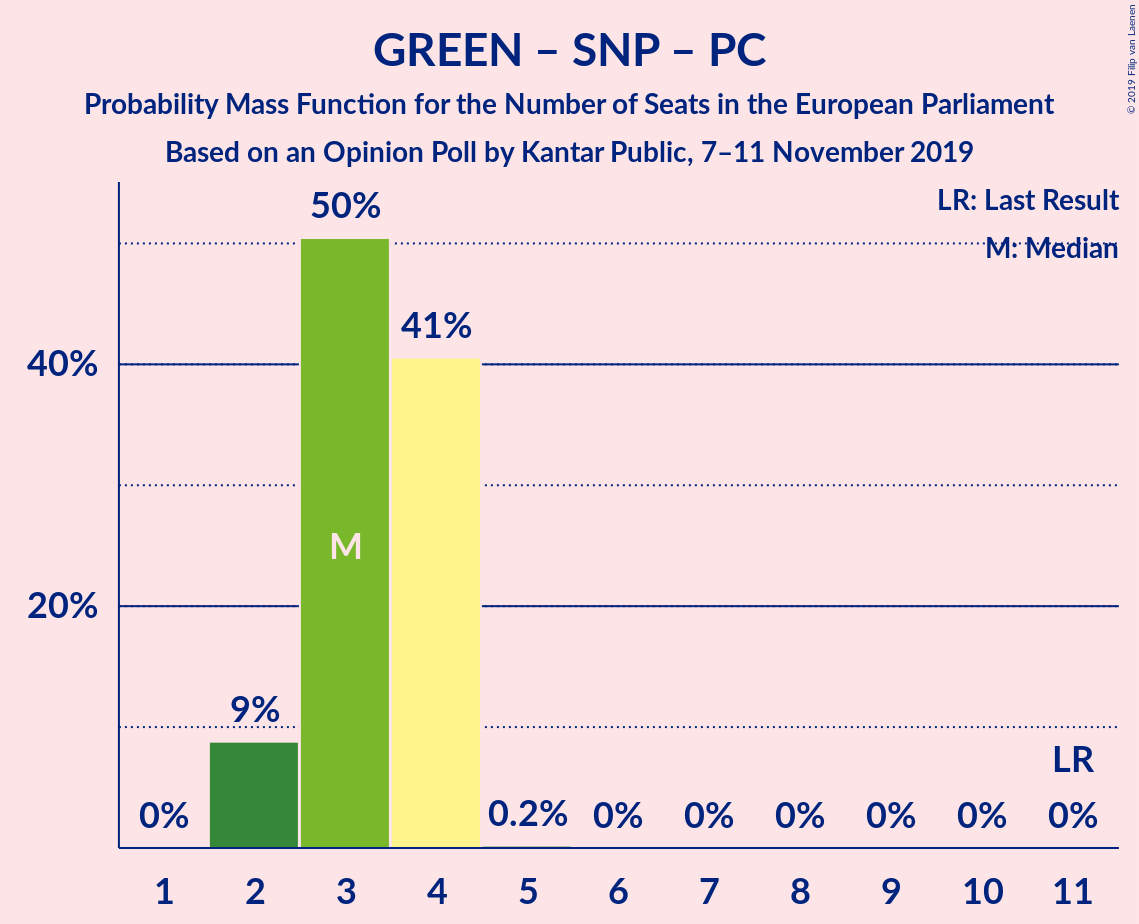 GREEN – SNP – PC
Probability Mass Function for the Number of Seats in the European Parliament
Based on an Opinion Poll by Kantar Public, 7–11 November 2019
© 2019 Filip van Laenen
LR: Last Result
M: Median
50%
41%
40%
M
20%
9%
LR
0%
0.2%
0%
0%
0%
0%
0%
0%
1 2 3 4 5 6 7 8 9 10 11